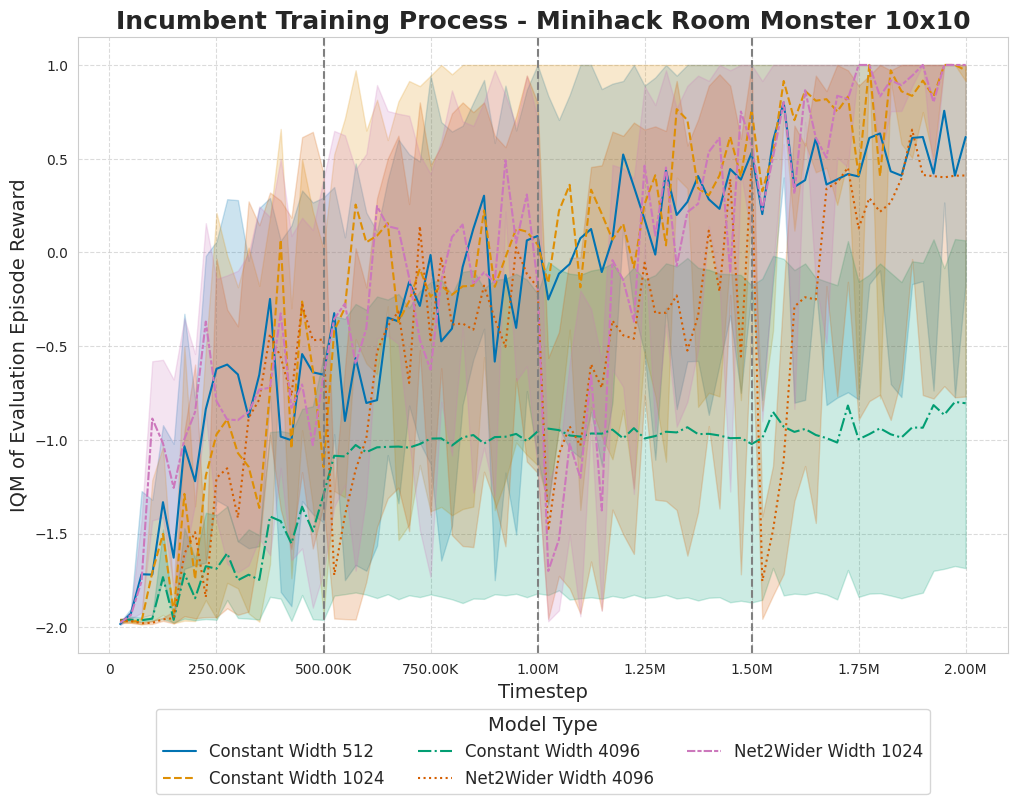 Incumbent Training Process - Minihack Room Monster 10x10
IQM of Evaluation Episode Reward
1.0
0.5
0.0
−0.5
−1.0
−1.5
−2.0
0 250.00K 500.00K 750.00K 1.00M 1.25M 1.50M 1.75M 2.00M
Timestep
Model Type
Constant Width 512 Constant Width 4096 Net2Wider Width 1024
Constant Width 1024 Net2Wider Width 4096